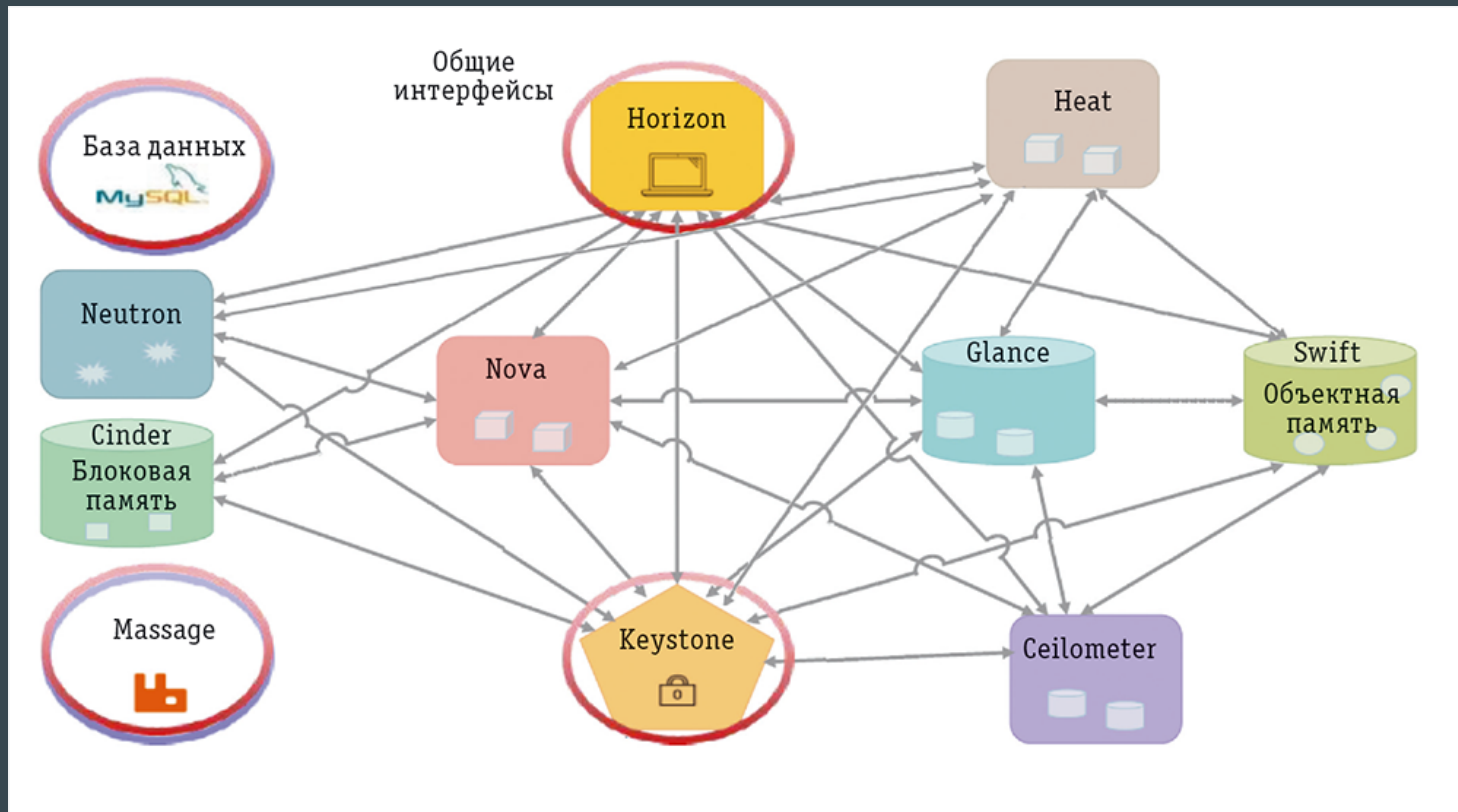 Общие
интерфейсы
Horizon
Heat
База данных
MySQL
Neutron
Nova
Glance
Swift
Объектная
память
Cinder
Блоковая
память
Massage
Keystone
Ceilometer